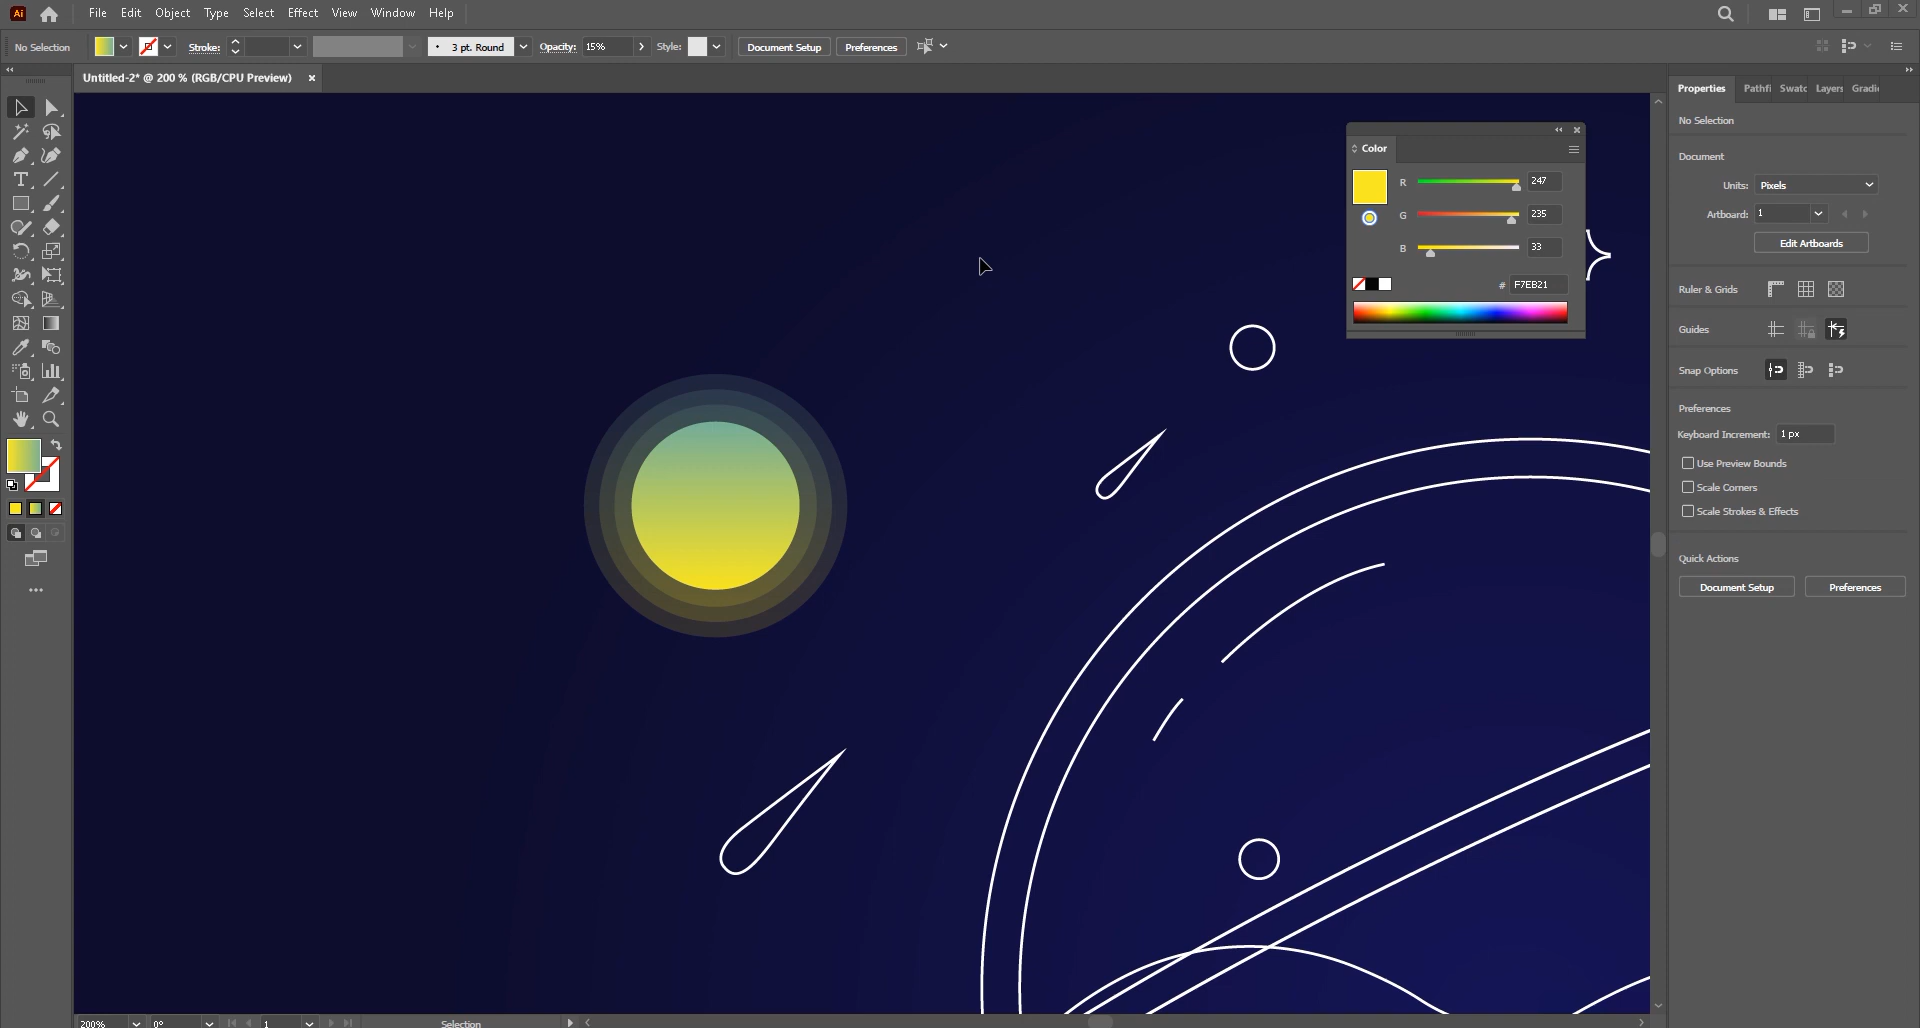 Ai File Edit Object Type Select Effect View Window Help
No Selection Stroke: 3 pt. Round Opacity: 15% Style: Document Setup Preferences
Untitled-2* @ 200 % (RGB/CPU Preview) ×
Properties Pathfi Swatc Layers Gradi
No Selection
Document
Units: Pixels
Artboard: 1
Edit Artboards
Ruler & Grids
Guides
Snap Options
Preferences
Keyboard Increment: 1 px
Use Preview Bounds
Scale Corners
Scale Strokes & Effects
Quick Actions
Document Setup Preferences
Color
R 247
G 235
B 33
# F7EB21
200% 0° 1 Selection